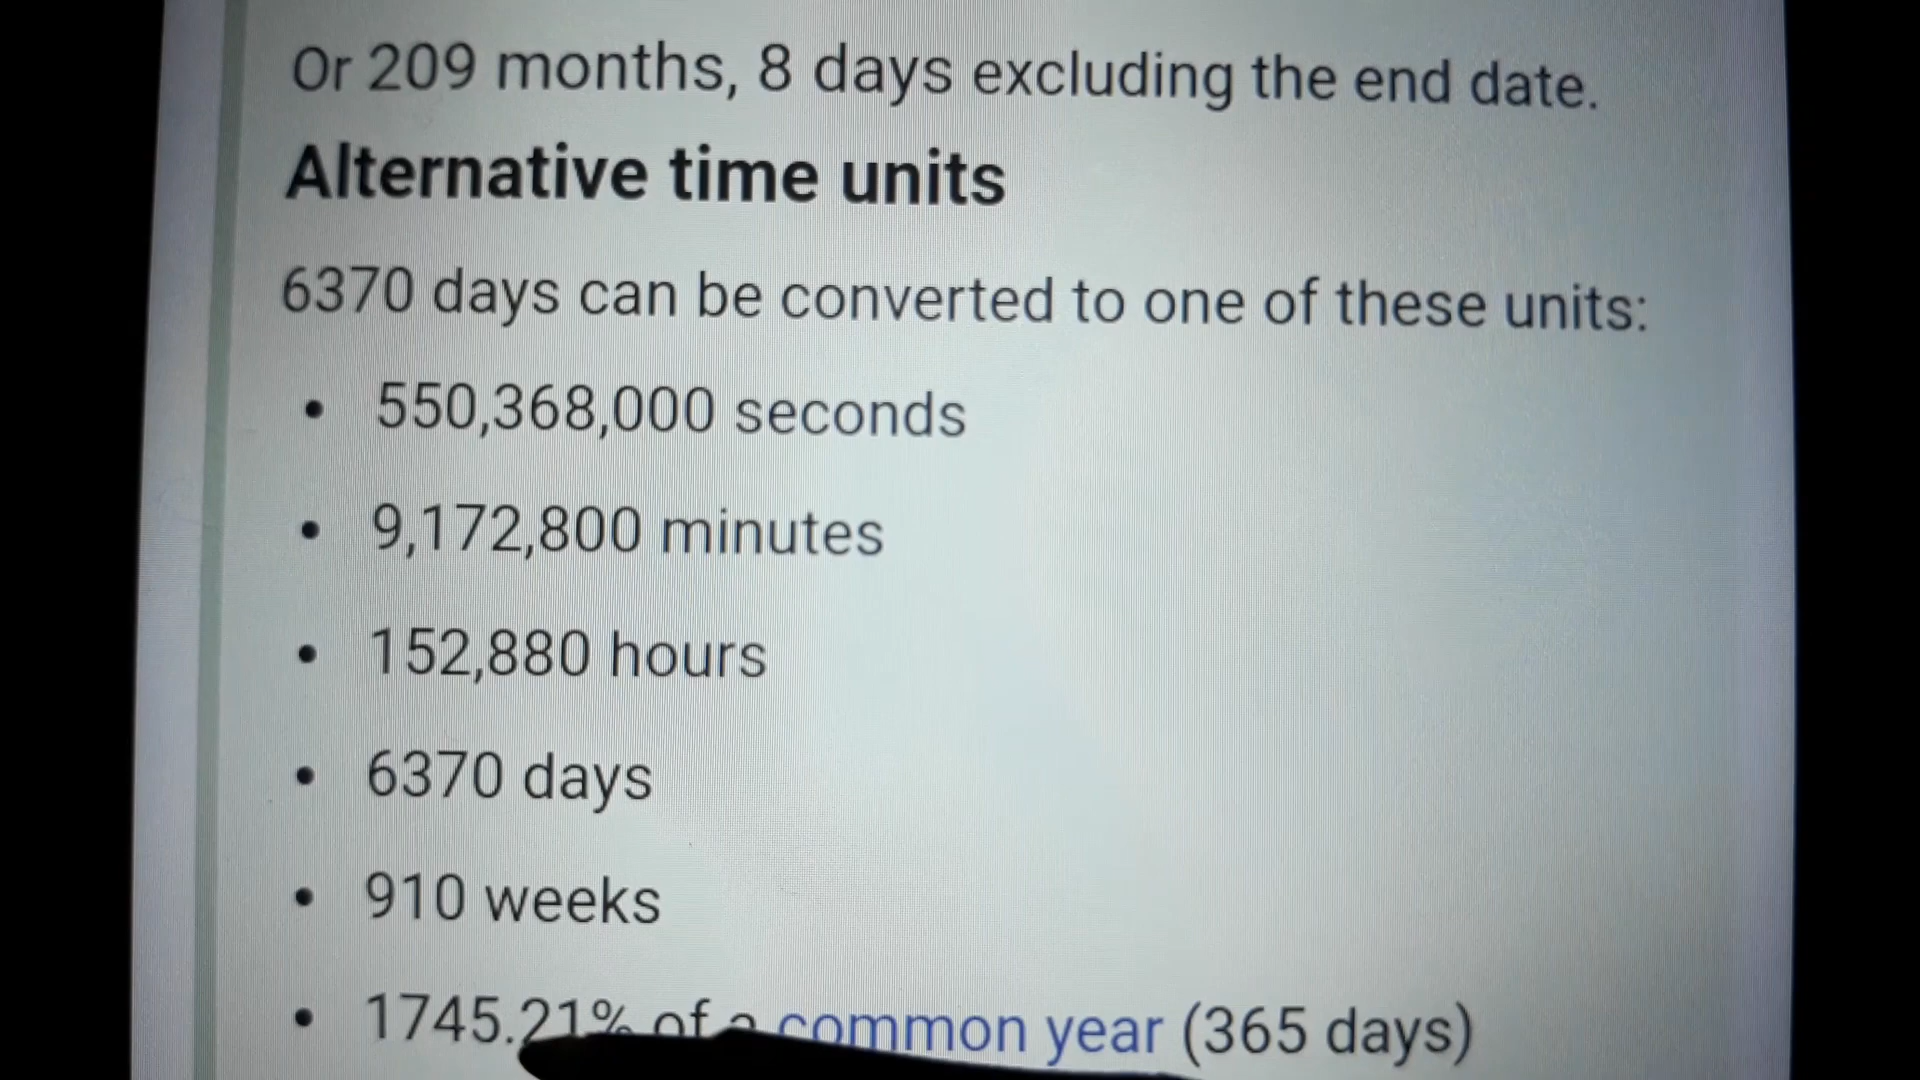 Or 209 months, 8 days excluding the end date.
Alternative time units
6370 days can be converted to one of these units:
• 550,368,000 seconds
• 9,172,800 minutes
• 152,880 hours
• 6370 days
• 910 weeks
• 1745.21% of a common year (365 days)